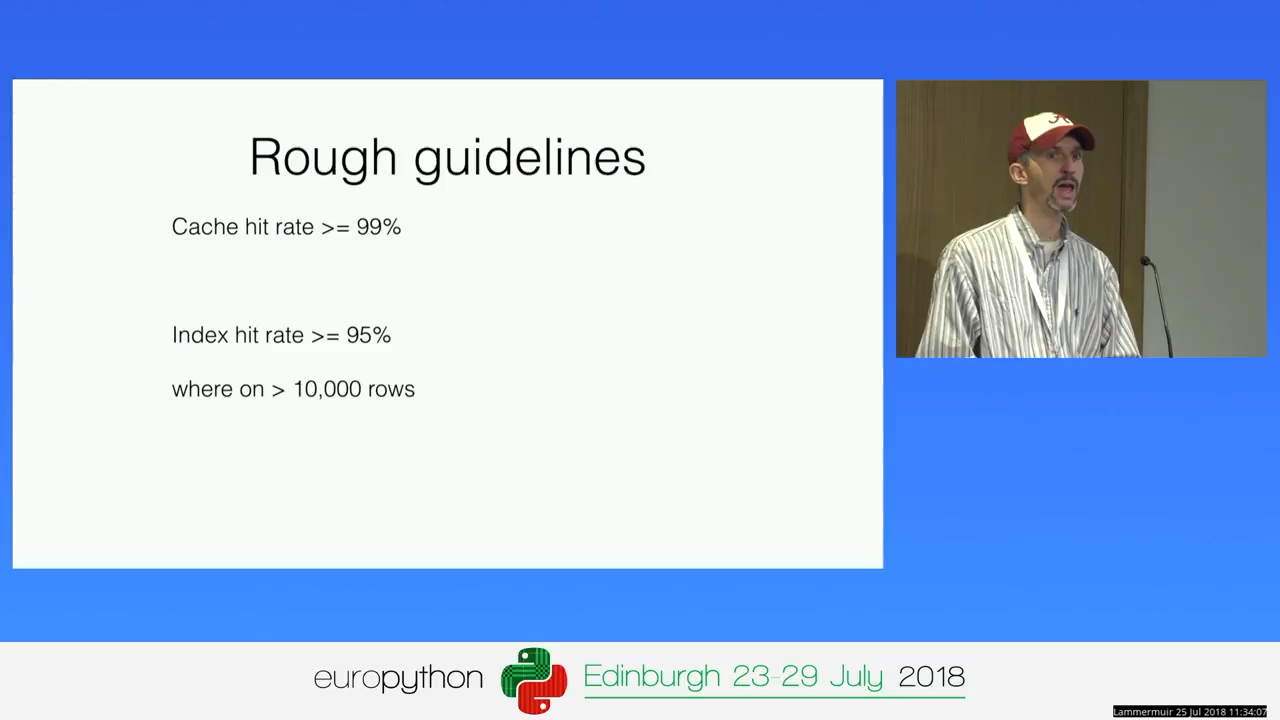 Rough guidelines
Cache hit rate >= 99%
Index hit rate >= 95%
where on > 10,000 rows
europython
Edinburgh 23-29 July 2018
Lammermuir 25 Jul 2018 11:34:07